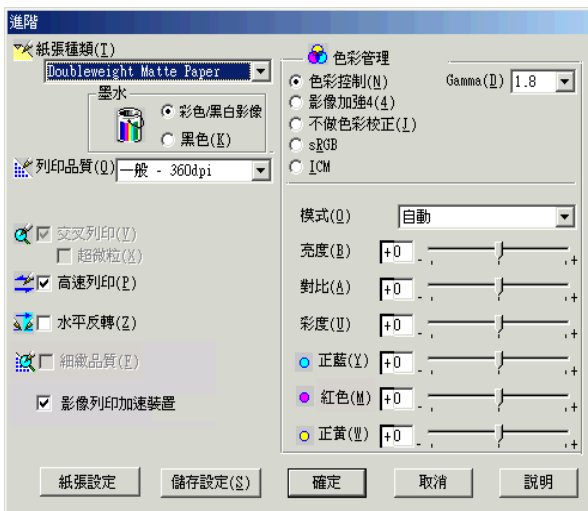 進階
紙張種類(T)
Doubleweight Matte Paper
墨水
彩色/黑白影像
黑色(K)
列印品質(Q) 一般 - 360dpi
交叉列印(V)
超微粒(X)
高速列印(P)
水平反轉(Z)
細緻品質(F)
影像列印加速裝置
色彩管理
色彩控制(N)
Gamma(D) 1.8
影像加強4(4)
不做色彩校正(J)
sRGB
ICM
模式(O) 自動
亮度(B) +0 - +
對比(A) +0 - +
彩度(U) +0 - +
正藍(Y) +0 - +
紅色(M) +0 - +
正黃(W) +0 - +
紙張設定 儲存設定(S) 確定 取消 說明